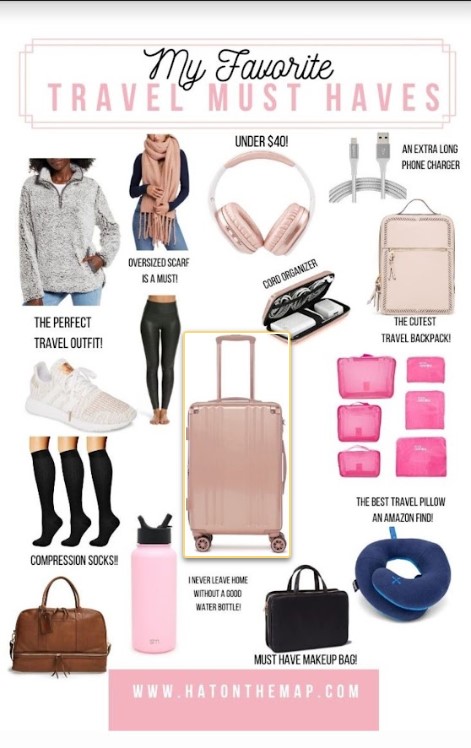 My Favorite
TRAVEL MUST HAVES
UNDER $40!
AN EXTRA LONG
PHONE CHARGER
OVERSIZED SCARF
IS A MUST!
CORD ORGANIZER
THE PERFECT
TRAVEL OUTFIT!
THE CUTEST
TRAVEL BACKPACK!
THE BEST TRAVEL PILLOW
AN AMAZON FIND!
COMPRESSION SOCKS!!
I NEVER LEAVE HOME
WITHOUT A GOOD
WATER BOTTLE!
MUST HAVE MAKEUP BAG!
WWW.HATONTHEMAP.COM